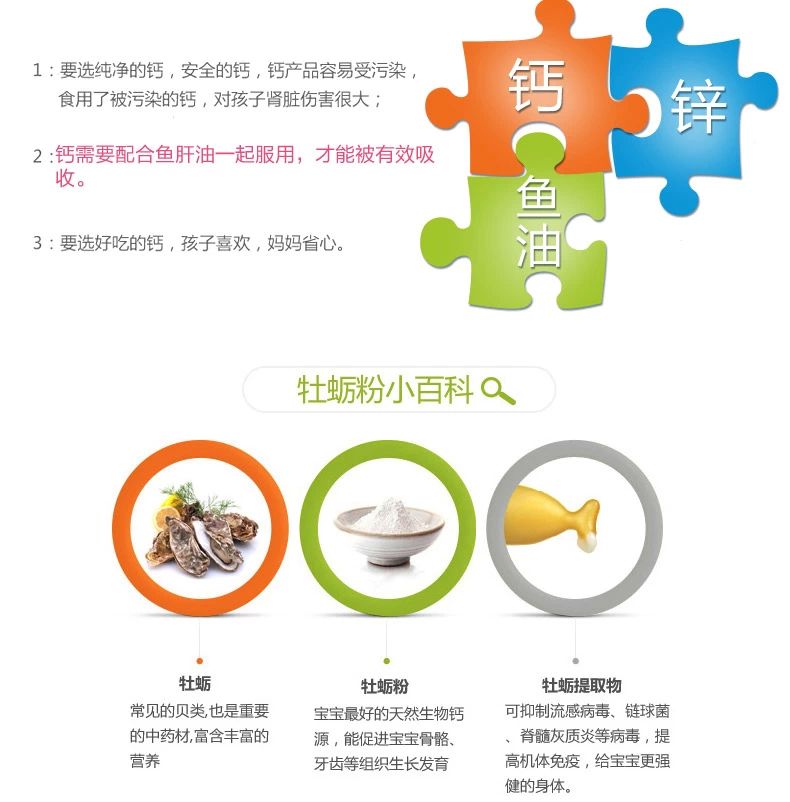 1：要选纯净的钙，安全的钙，钙产品容易受污染，
食用了被污染的钙，对孩子肾脏伤害很大；
2：钙需要配合鱼肝油一起服用，才能被有效吸
收。
3：要选好吃的钙，孩子喜欢，妈妈省心。
钙
锌
鱼
油
牡蛎粉小百科
牡蛎
常见的贝类,也是重要
的中药材,富含丰富的
营养
牡蛎粉
宝宝最好的天然生物钙
源，能促进宝宝骨骼、
牙齿等组织生长发育
牡蛎提取物
可抑制流感病毒、链球菌
、脊髓灰质炎等病毒，提
高机体免疫，给宝宝更强
健的身体。